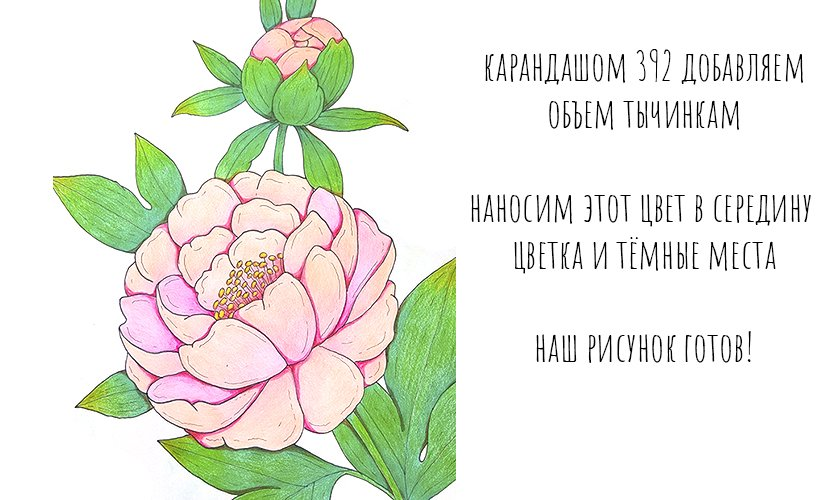 карандашом 392 добавляем
объем тычинкам
наносим этот цвет в середину
цветка и тёмные места
наш рисунок готов!